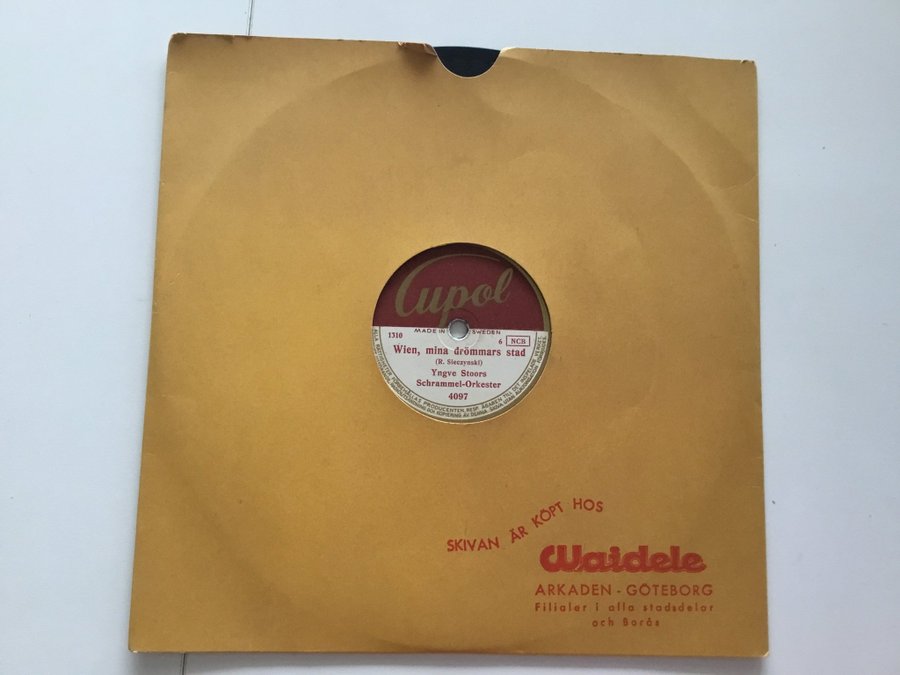 Cupol
MADE IN SWEDEN
1310
6 NCB
Wien, mina drömmars stad
(R. Sieczynski)
Yngve Stoors
Schrammel-Orkester
4097
SKIVAN ÄR KÖPT HOS
Waidele
ARKADEN - GÖTEBORG
Filialer i alla stadsdelar
och Borås